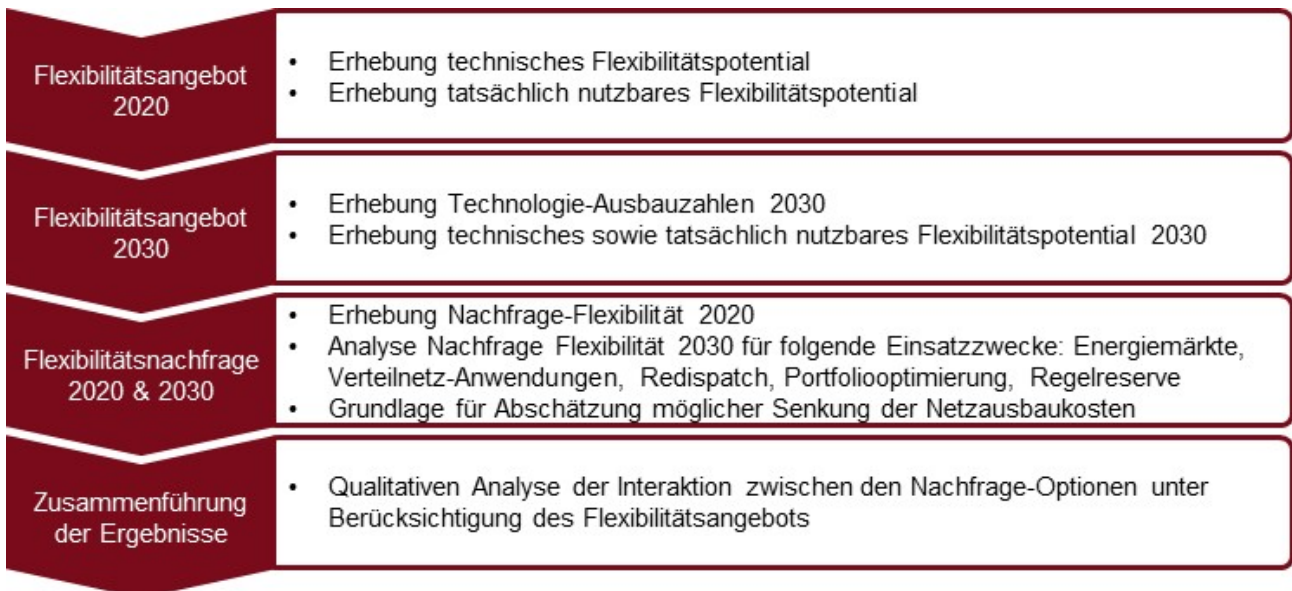 Flexibilitätsangebot
2020
• Erhebung technisches Flexibilitätspotential
• Erhebung tatsächlich nutzbares Flexibilitätspotential
Flexibilitätsangebot
2030
• Erhebung Technologie-Ausbauzahlen 2030
• Erhebung technisches sowie tatsächlich nutzbares Flexibilitätspotential 2030
Flexibilitätsnachfrage
2020 & 2030
• Erhebung Nachfrage-Flexibilität 2020
• Analyse Nachfrage Flexibilität 2030 für folgende Einsatzzwecke: Energiemärkte,
Verteilnetz-Anwendungen, Redispatch, Portfoliooptimierung, Regelreserve
• Grundlage für Abschätzung möglicher Senkung der Netzausbaukosten
Zusammenführung
der Ergebnisse
• Qualitativen Analyse der Interaktion zwischen den Nachfrage-Optionen unter
Berücksichtigung des Flexibilitätsangebots